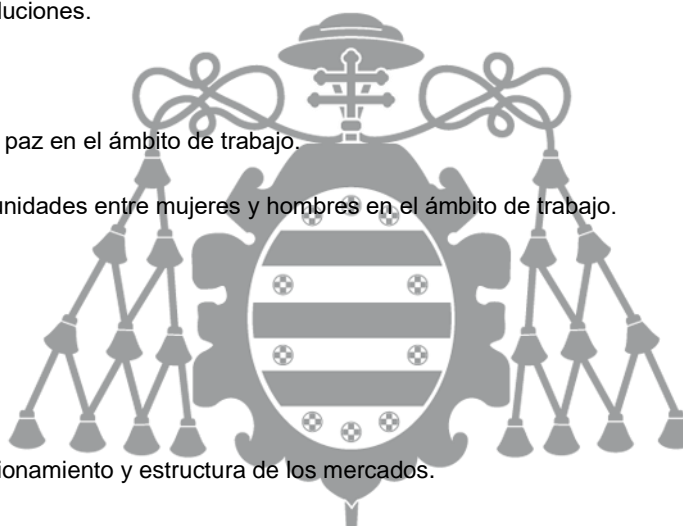 luciones.
paz en el ámbito de trabajo.
unidades entre mujeres y hombres en el ámbito de trabajo.
cionamiento y estructura de los mercados.